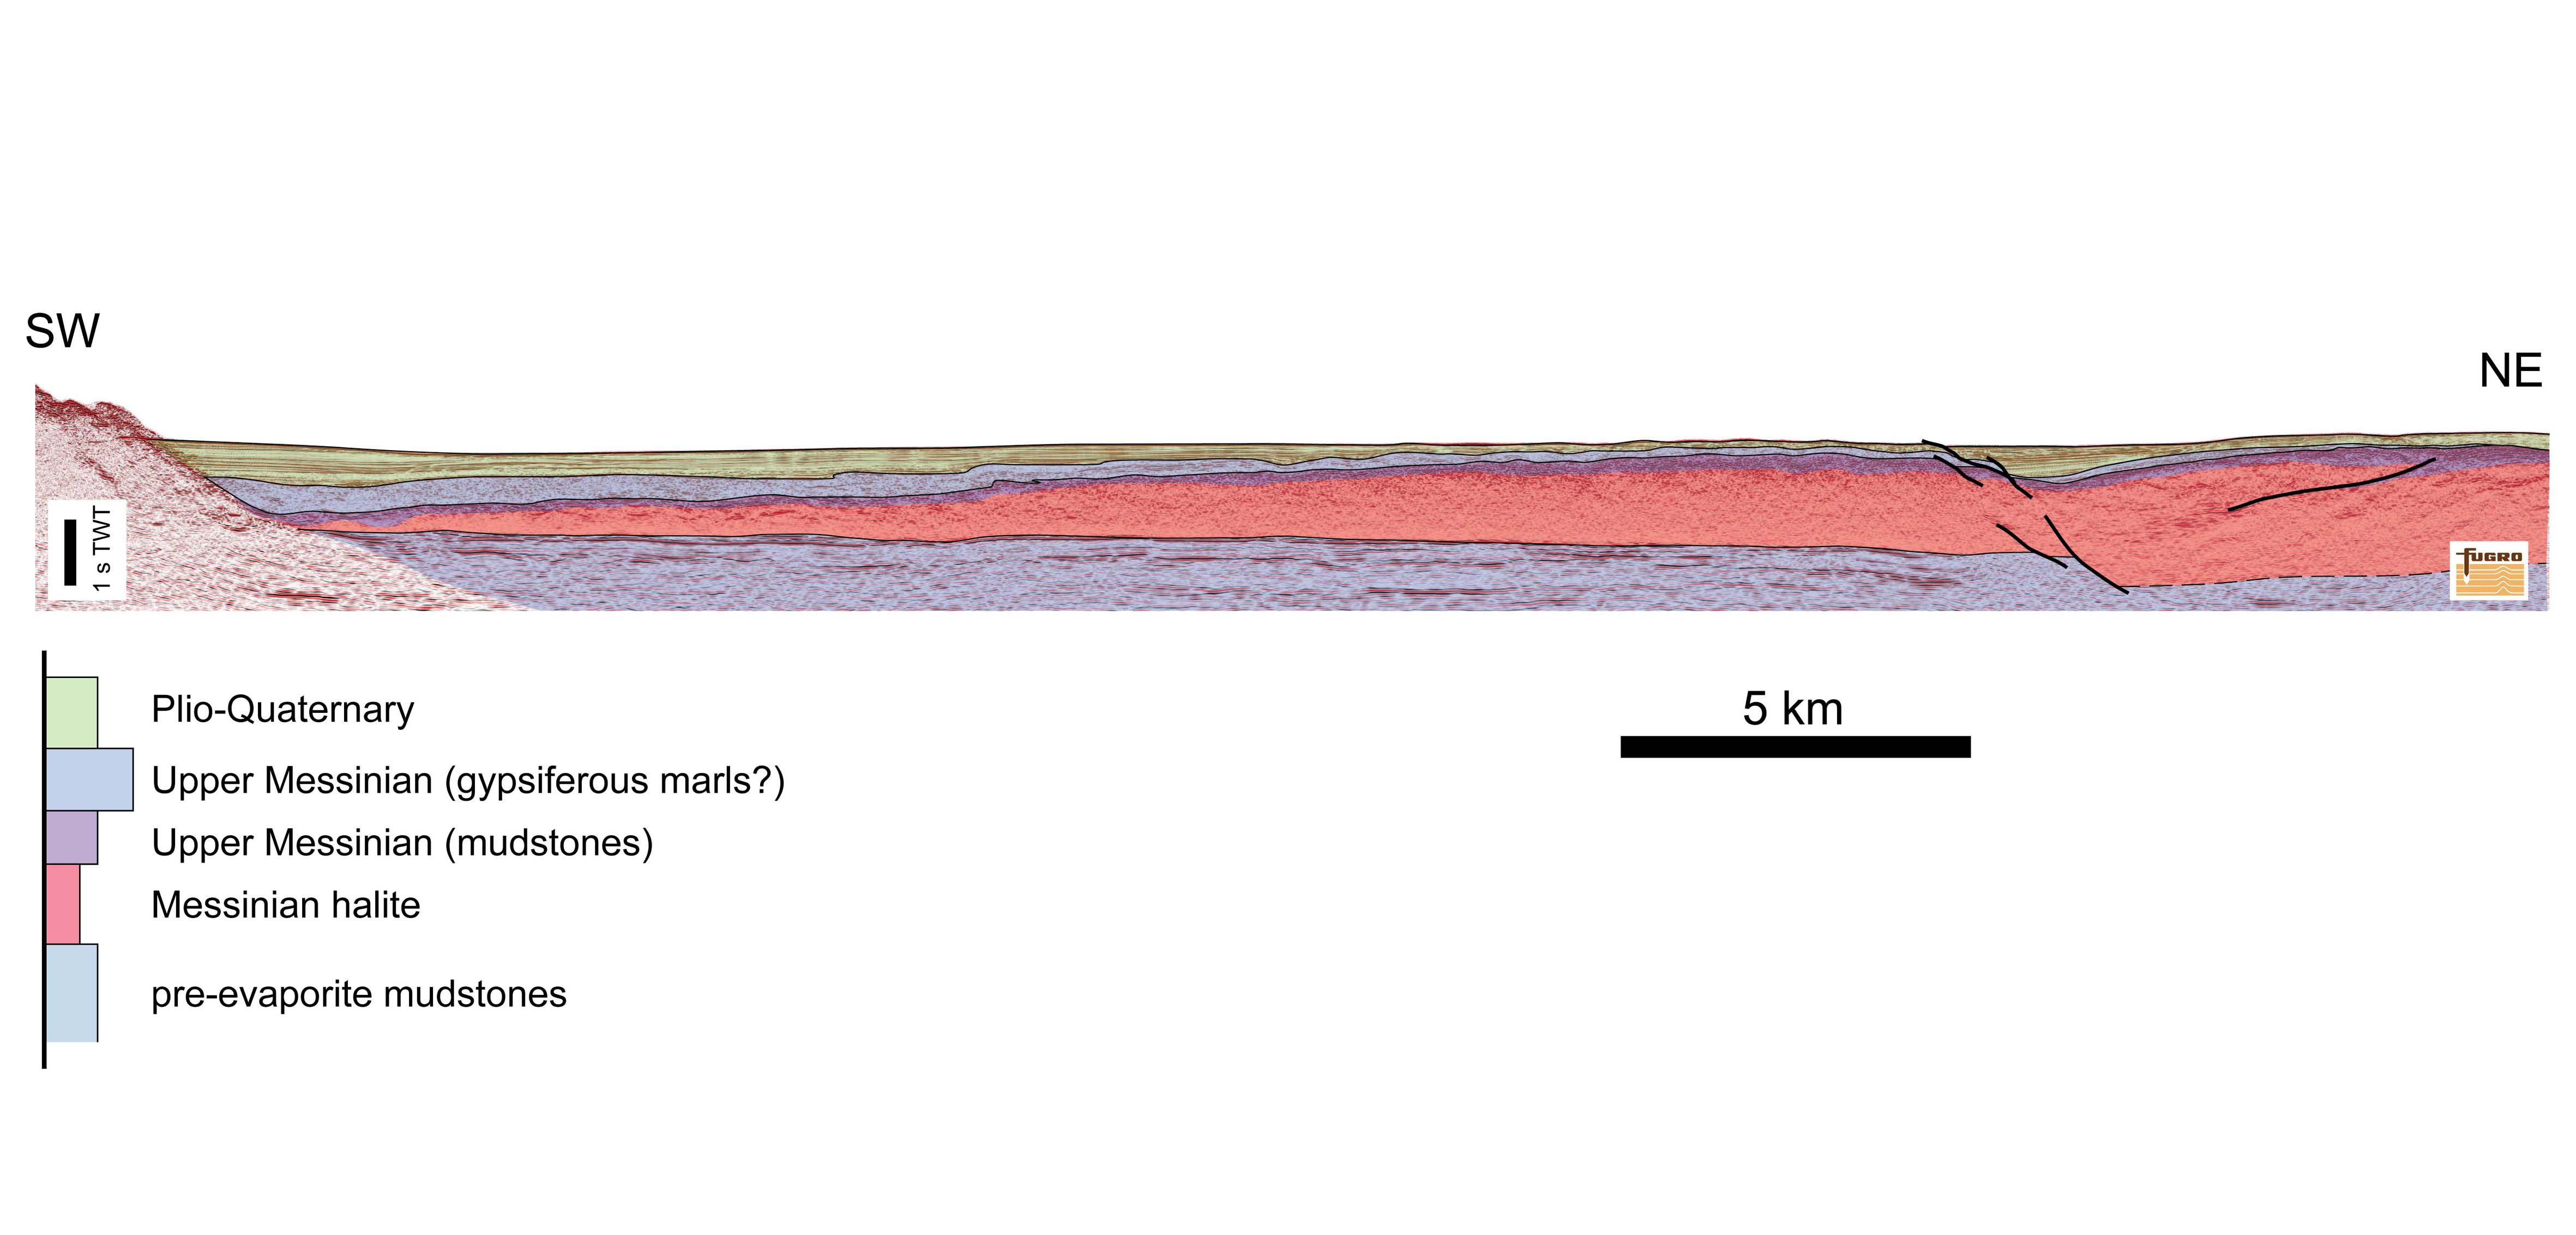 SW
NE
1 s TWT
FUGRO
Plio-Quaternary
5 km
Upper Messinian (gypsiferous marls?)
Upper Messinian (mudstones)
Messinian halite
pre-evaporite mudstones